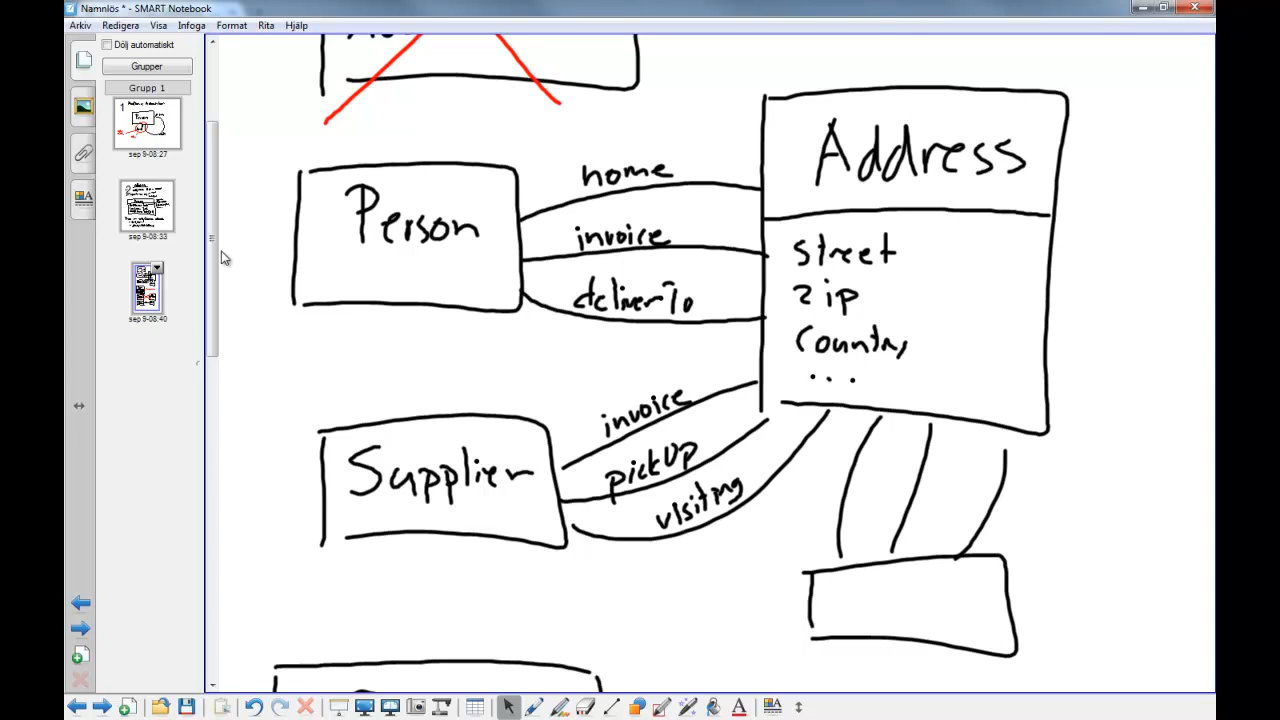 Namnlös * - SMART Notebook
Arkiv Redigera Visa Infoga Format Rita Hjälp
Dölj automatiskt
Grupper
Grupp 1
sep 9-08:27
sep 9-08:33
sep 9-08:40
Address
Person
home
invoice
deliverTo
street
zip
Country
...
Supplier
invoice
pickUp
visiting